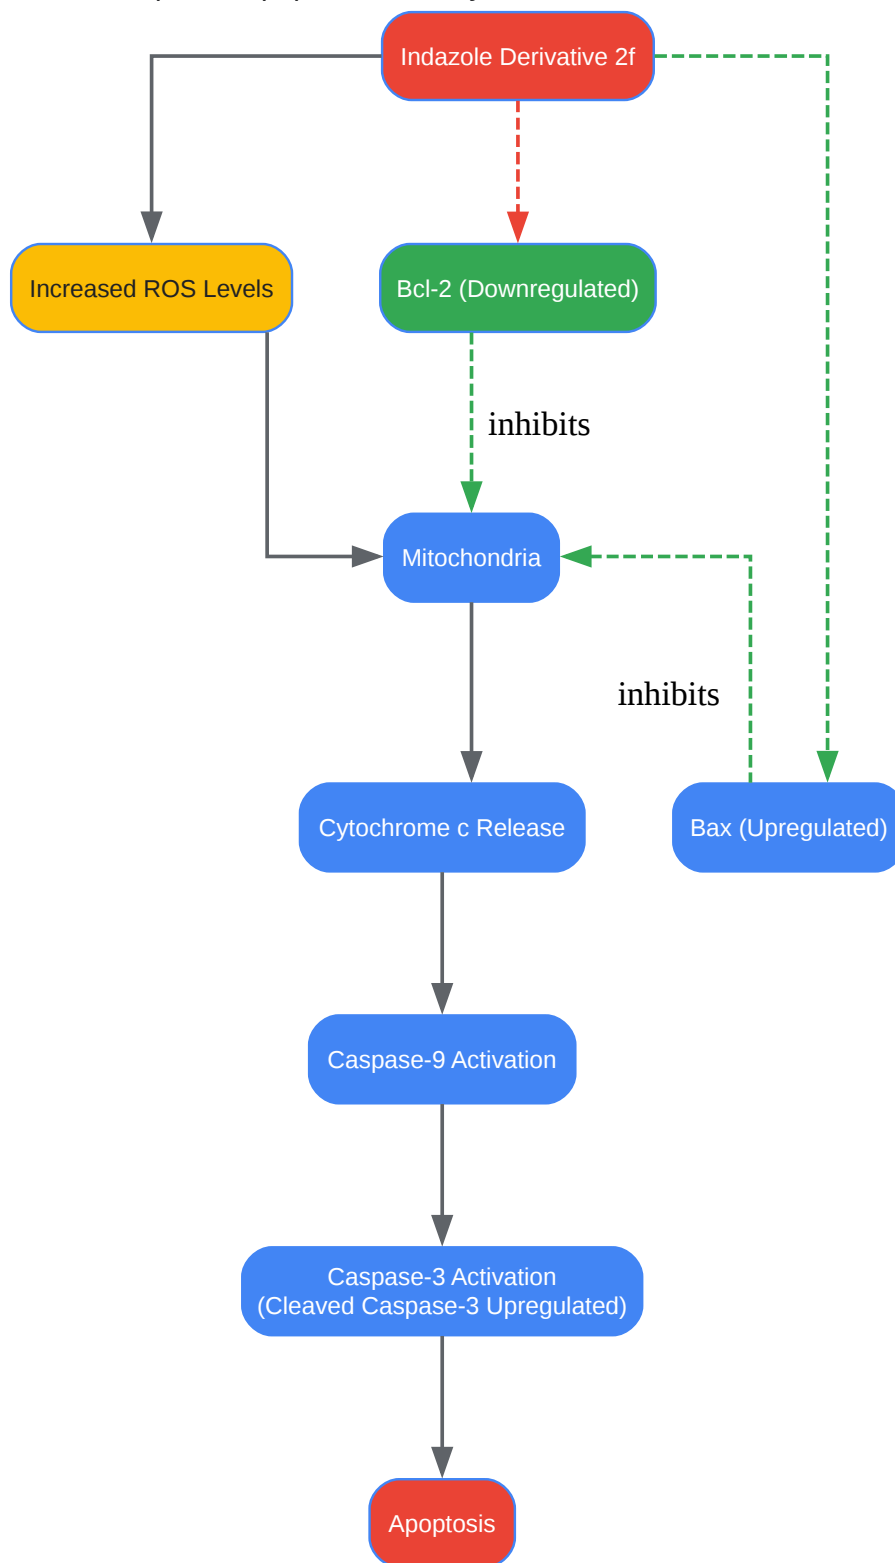 Indazole Derivative 2f
Increased ROS Levels
Bcl-2 (Downregulated)
inhibits
Mitochondria
inhibits
Cytochrome c Release
Bax (Upregulated)
Caspase-9 Activation
Caspase-3 Activation
(Cleaved Caspase-3 Upregulated)
Apoptosis